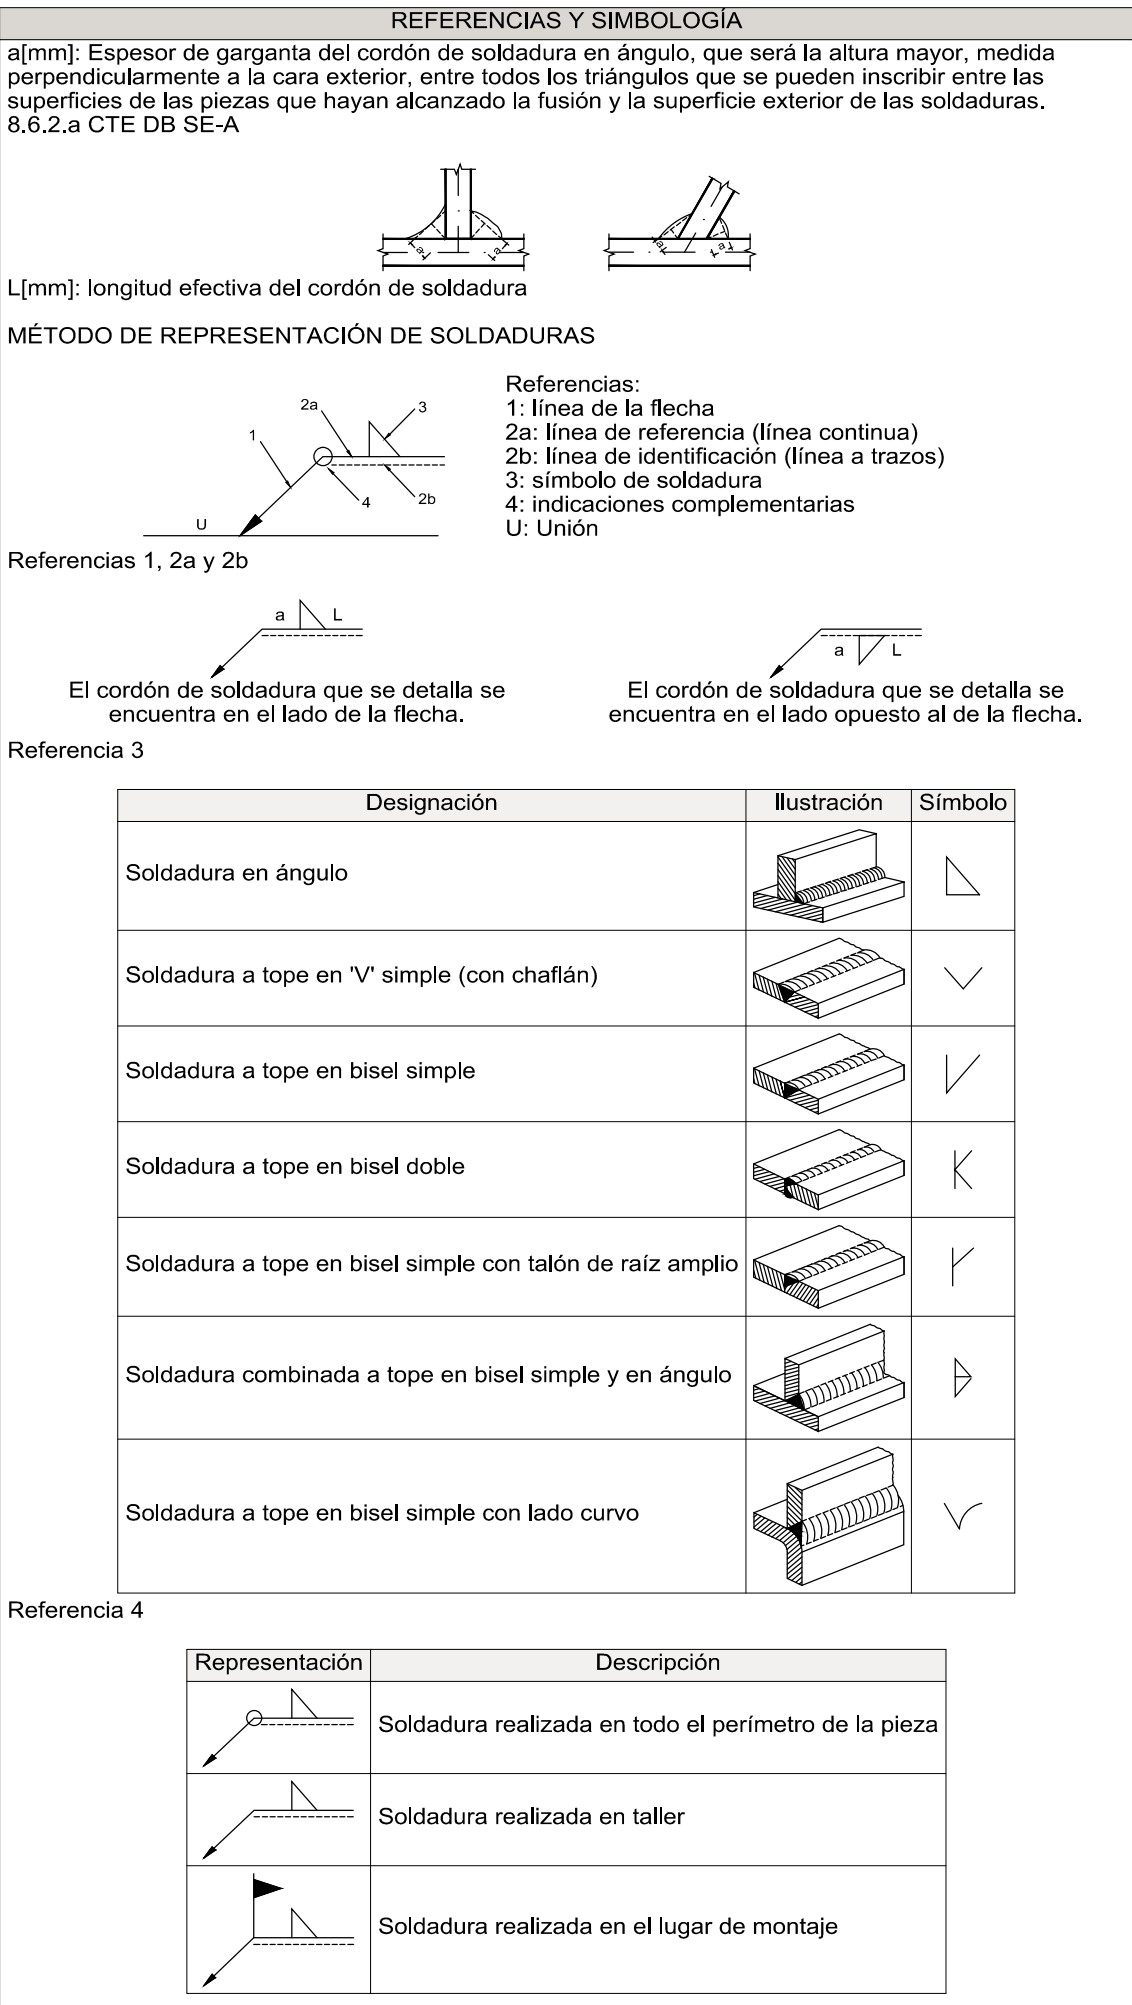 REFERENCIAS Y SIMBOLOGÍA
a[mm]: Espesor de garganta del cordón de soldadura en ángulo, que será la altura mayor, medida
perpendicularmente a la cara exterior, entre todos los triángulos que se pueden inscribir entre las
superficies de las piezas que hayan alcanzado la fusión y la superficie exterior de las soldaduras.
8.6.2.a CTE DB SE-A
a a a a
L[mm]: longitud efectiva del cordón de soldadura
MÉTODO DE REPRESENTACIÓN DE SOLDADURAS
2a
3
1
4
2b
U
Referencias:
1: línea de la flecha
2a: línea de referencia (línea continua)
2b: línea de identificación (línea a trazos)
3: símbolo de soldadura
4: indicaciones complementarias
U: Unión
Referencias 1, 2a y 2b
a L
El cordón de soldadura que se detalla se
encuentra en el lado de la flecha.
a L
El cordón de soldadura que se detalla se
encuentra en el lado opuesto al de la flecha.
Referencia 3
Designación Ilustración Símbolo
Soldadura en ángulo
Soldadura a tope en 'V' simple (con chaflán)
Soldadura a tope en bisel simple
Soldadura a tope en bisel doble
Soldadura a tope en bisel simple con talón de raíz amplio
Soldadura combinada a tope en bisel simple y en ángulo
Soldadura a tope en bisel simple con lado curvo
Referencia 4
Representación Descripción
Soldadura realizada en todo el perímetro de la pieza
Soldadura realizada en taller
Soldadura realizada en el lugar de montaje